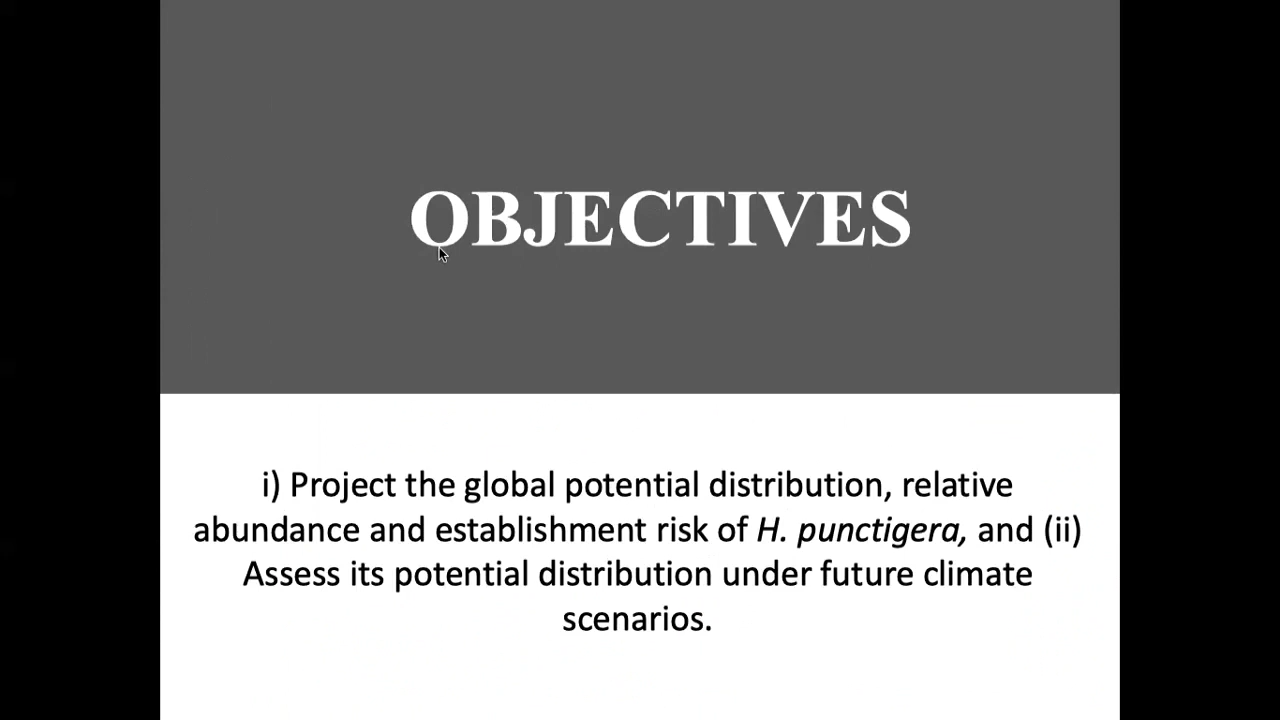 OBJECTIVES
i) Project the global potential distribution, relative
abundance and establishment risk of H. punctigera, and (ii)
Assess its potential distribution under future climate
scenarios.